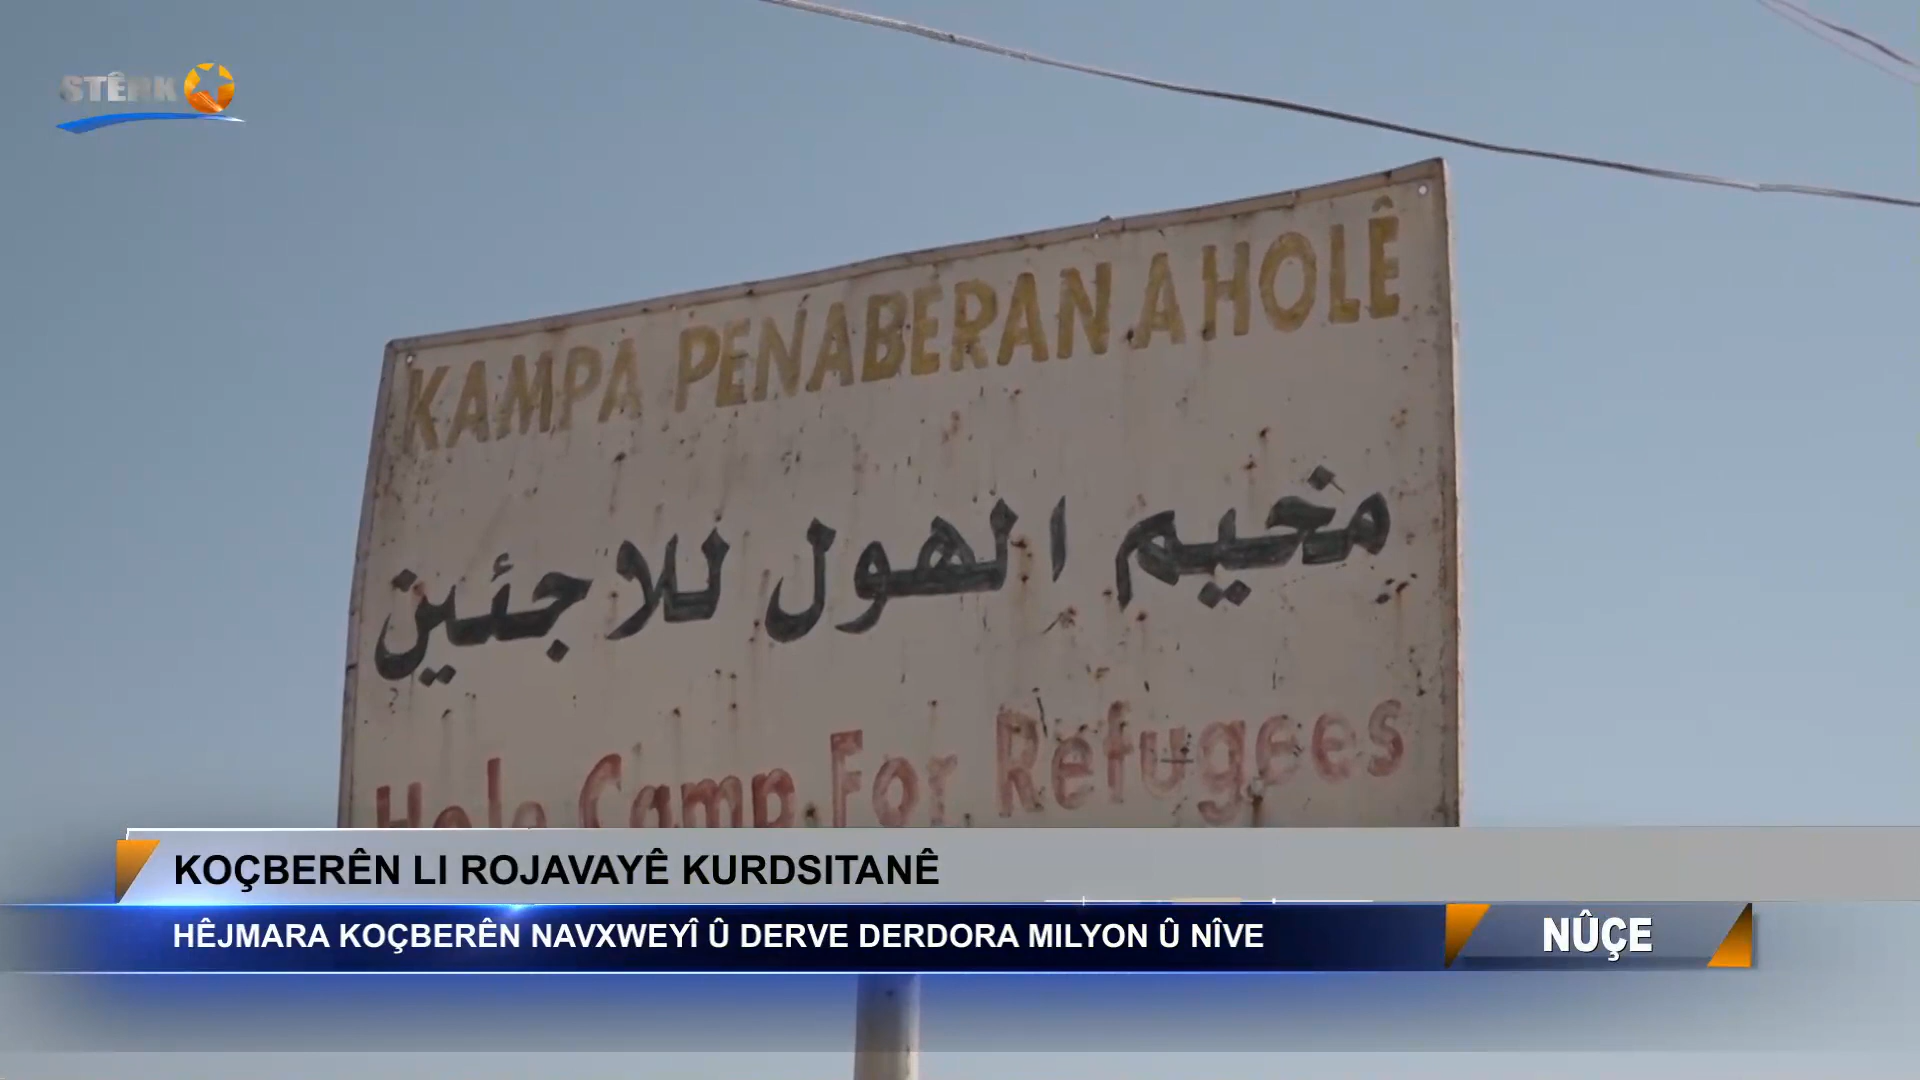 STÊRK
KAMPA PENABERAN A HOLÊ
مخيم الهول للاجئين
Hole Camp For Refugees
KOÇBERÊN LI ROJAVAYÊ KURDSITANÊ
HÊJMARA KOÇBERÊN NAVXWEYÎ Û DERVE DERDORA MILYON Û NÎVE
NÛÇE